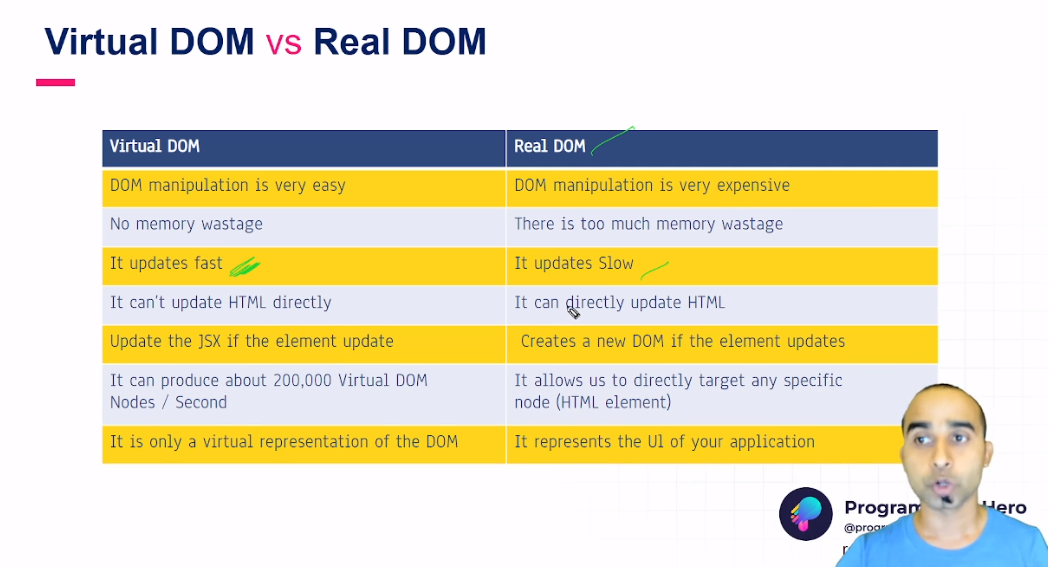 Virtual DOM vs Real DOM
Virtual DOM
Real DOM
DOM manipulation is very easy
DOM manipulation is very expensive
No memory wastage
There is too much memory wastage
It updates fast
It updates Slow
It can't update HTML directly
It can directly update HTML
Update the JSX if the element update
Creates a new DOM if the element updates
It can produce about 200,000 Virtual DOM
Nodes / Second
It allows us to directly target any specific
node (HTML element)
It is only a virtual representation of the DOM
It represents the UI of your application
Hero